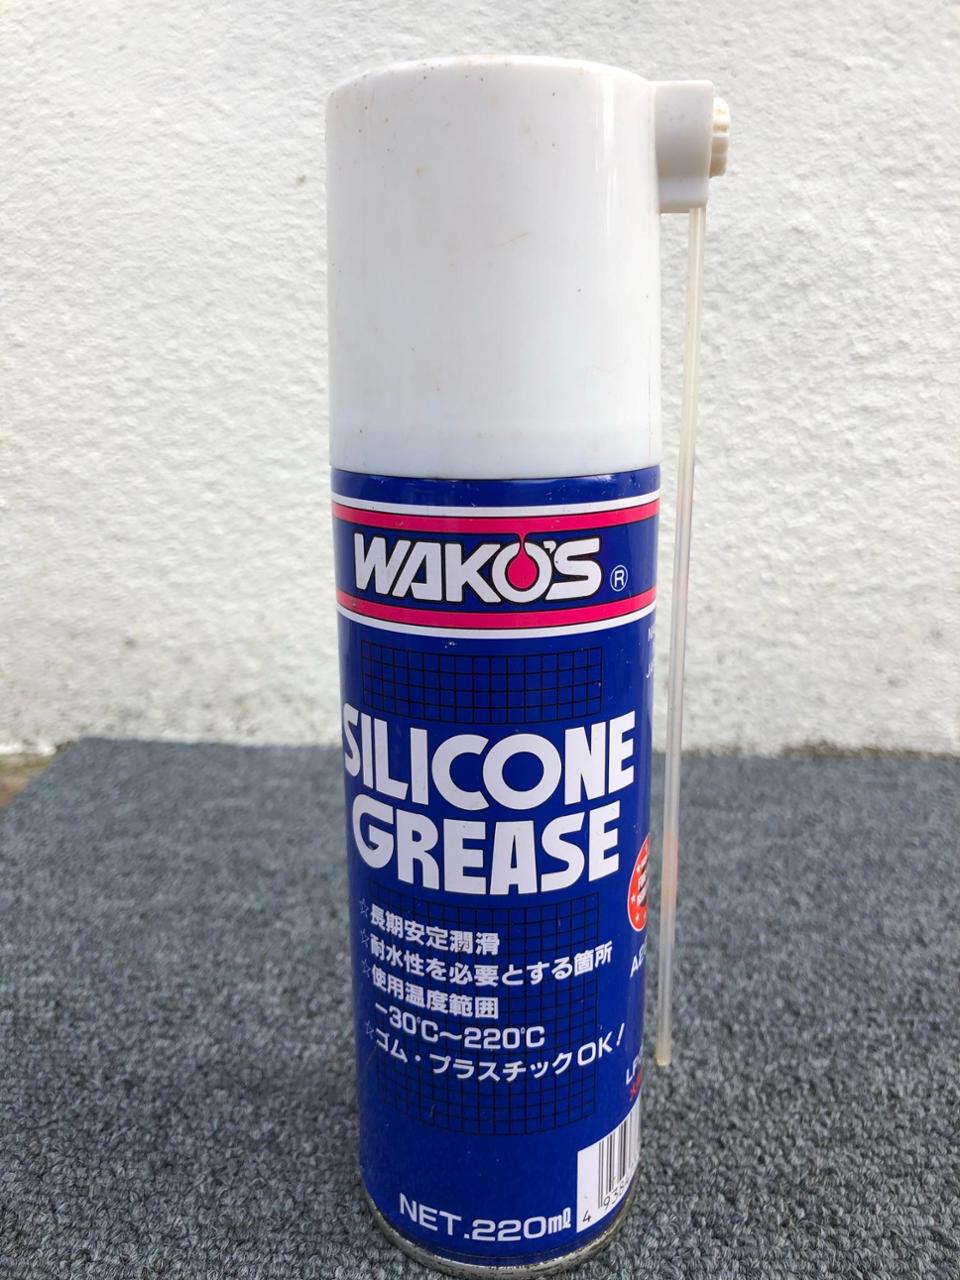 WAKO'S ®
SILICONE
GREASE
☆長期安定潤滑
☆耐水性を必要とする箇所
☆使用温度範囲
-30℃~220℃
☆ゴム・プラスチックOK!
NET.220mℓ